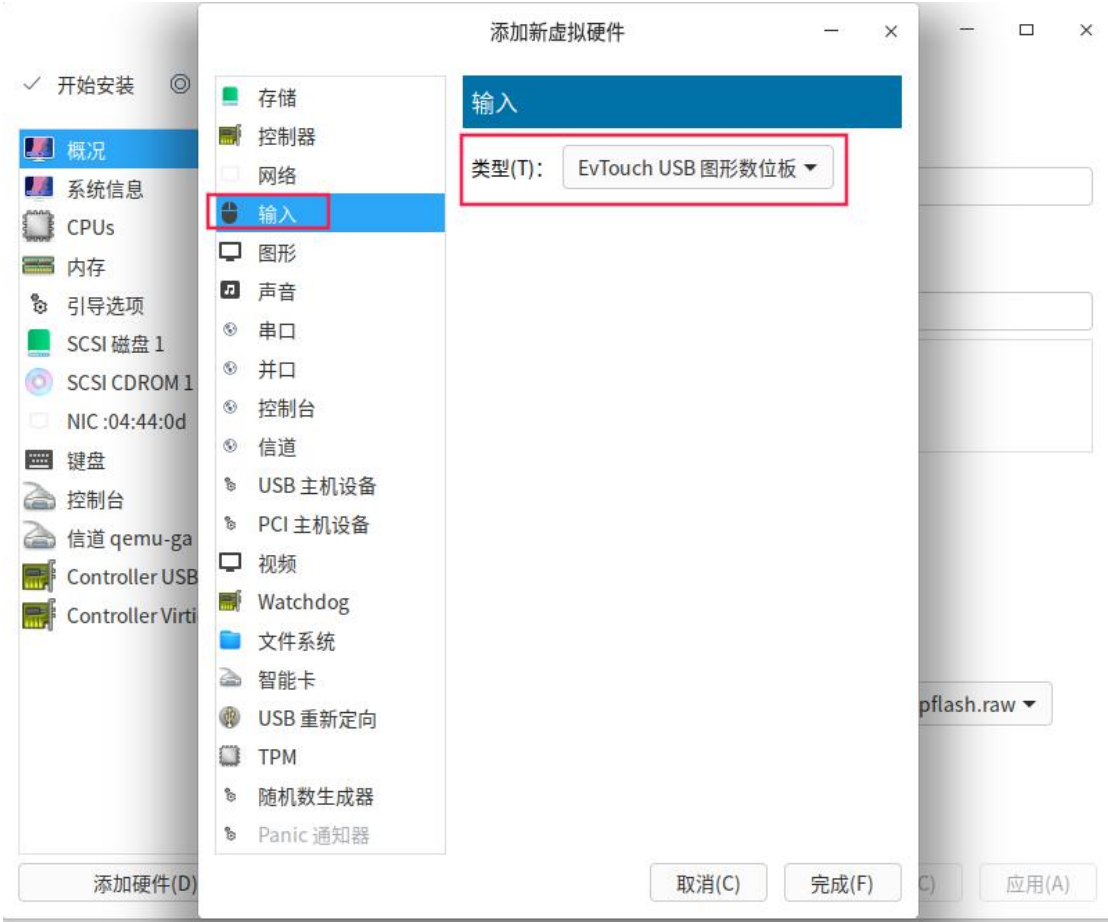 添加新虚拟硬件
开始安装
概况
系统信息
CPUs
内存
引导选项
SCSI 磁盘 1
SCSI CDROM 1
NIC :04:44:0d
键盘
控制台
信道 qemu-ga
Controller USB
Controller Virti
添加硬件(D)
存储
控制器
网络
输入
图形
声音
串口
并口
控制台
信道
USB 主机设备
PCI 主机设备
视频
Watchdog
文件系统
智能卡
USB 重新定向
TPM
随机数生成器
Panic 通知器
输入
类型(T): EvTouch USB 图形数位板
取消(C) 完成(F)
pflash.raw
C) 应用(A)